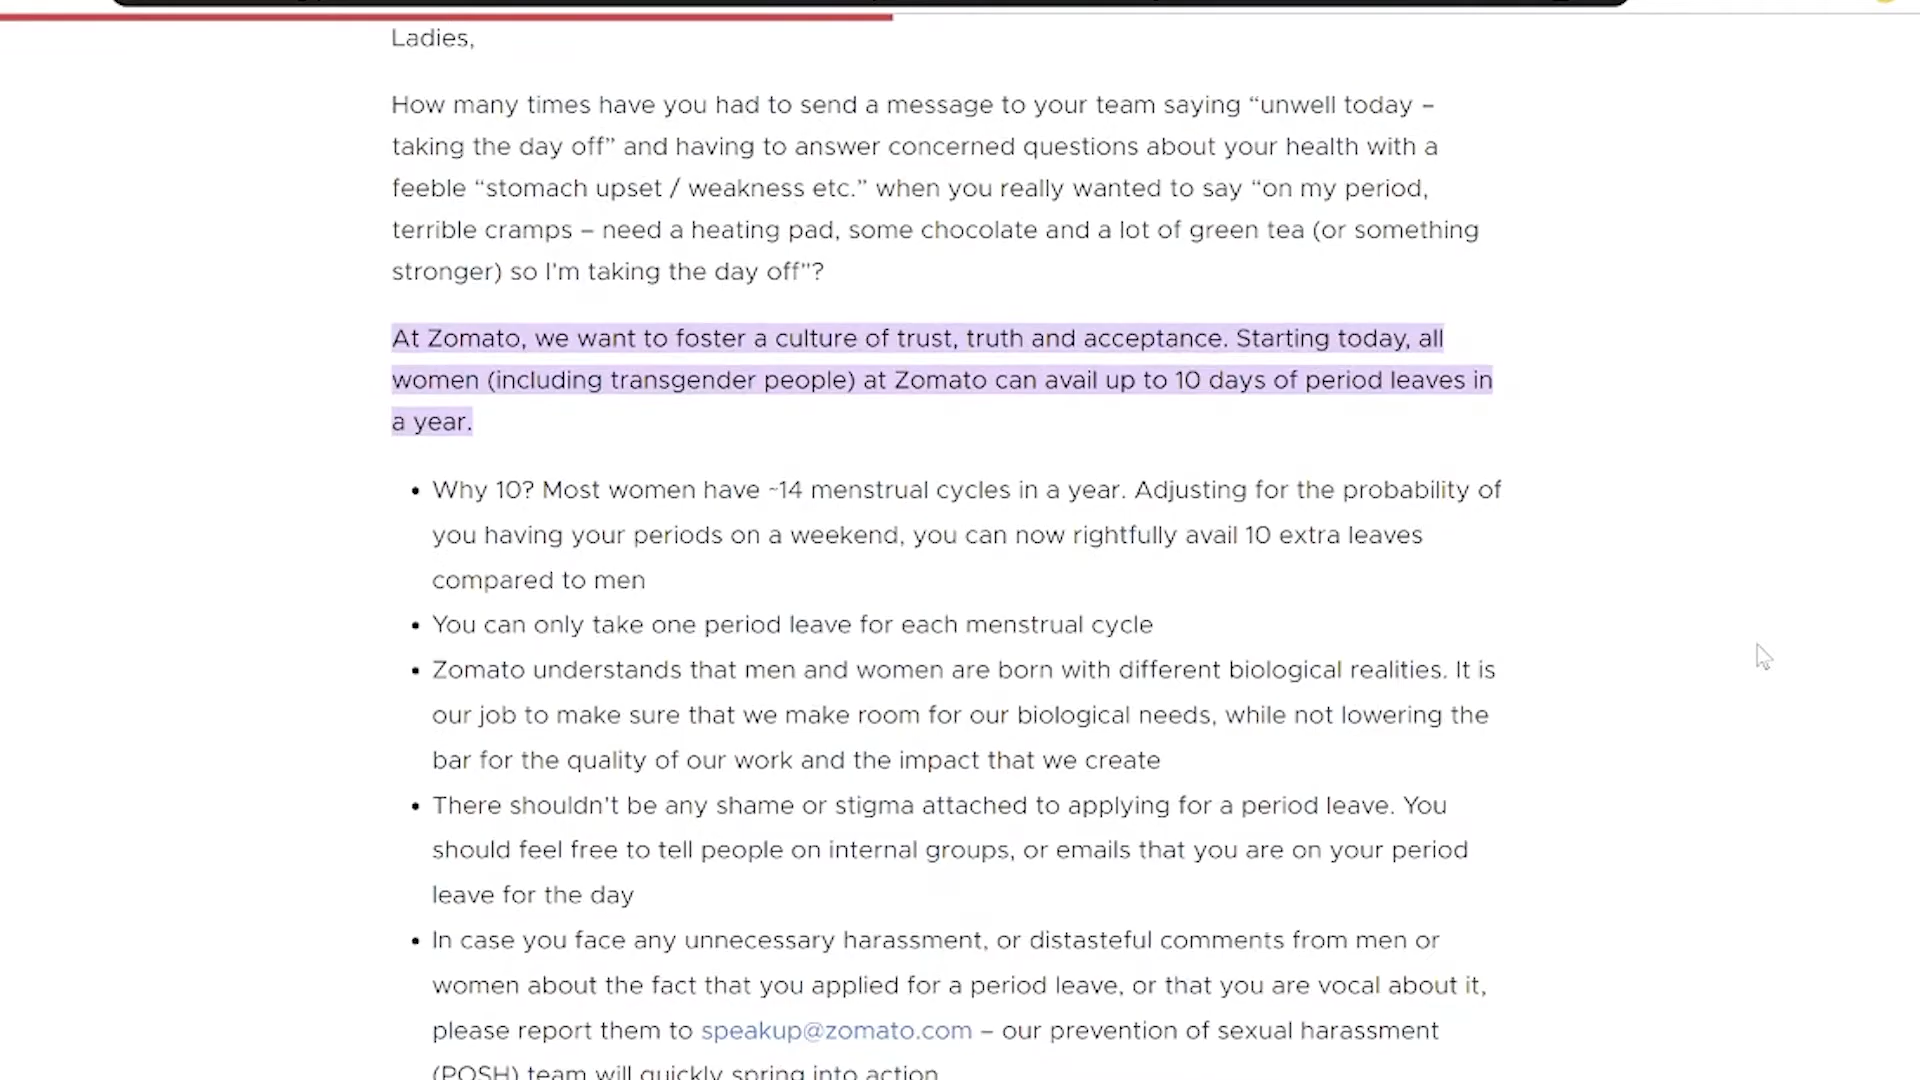 Ladies,
How many times have you had to send a message to your team saying “unwell today –
taking the day off” and having to answer concerned questions about your health with a
feeble “stomach upset / weakness etc.” when you really wanted to say “on my period,
terrible cramps – need a heating pad, some chocolate and a lot of green tea (or something
stronger) so I'm taking the day off”?
At Zomato, we want to foster a culture of trust, truth and acceptance. Starting today, all
women (including transgender people) at Zomato can avail up to 10 days of period leaves in
a year.
• Why 10? Most women have ~14 menstrual cycles in a year. Adjusting for the probability of
you having your periods on a weekend, you can now rightfully avail 10 extra leaves
compared to men
• You can only take one period leave for each menstrual cycle
• Zomato understands that men and women are born with different biological realities. It is
our job to make sure that we make room for our biological needs, while not lowering the
bar for the quality of our work and the impact that we create
• There shouldn't be any shame or stigma attached to applying for a period leave. You
should feel free to tell people on internal groups, or emails that you are on your period
leave for the day
• In case you face any unnecessary harassment, or distasteful comments from men or
women about the fact that you applied for a period leave, or that you are vocal about it,
please report them to speakup@zomato.com – our prevention of sexual harassment
(POSH) team will quickly spring into action